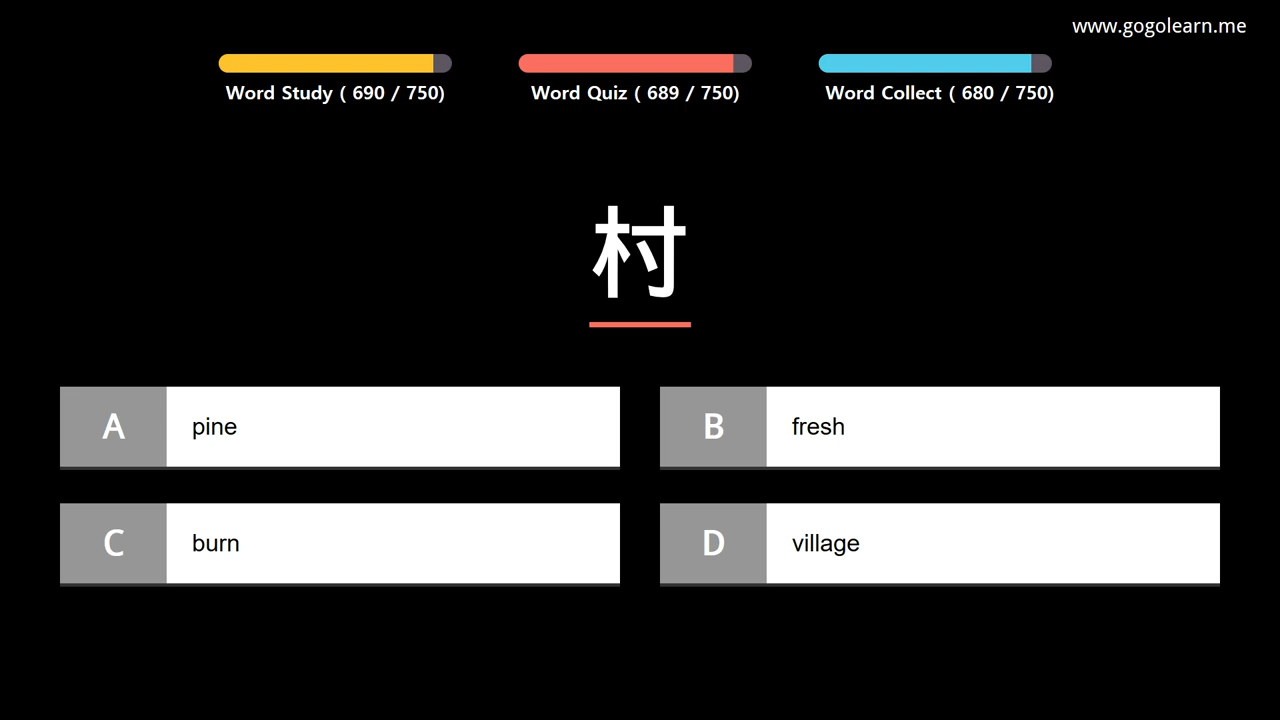 www.gogolearn.me
Word Study ( 690 / 750)
Word Quiz ( 689 / 750)
Word Collect ( 680 / 750)
村
A pine
B fresh
C burn
D village